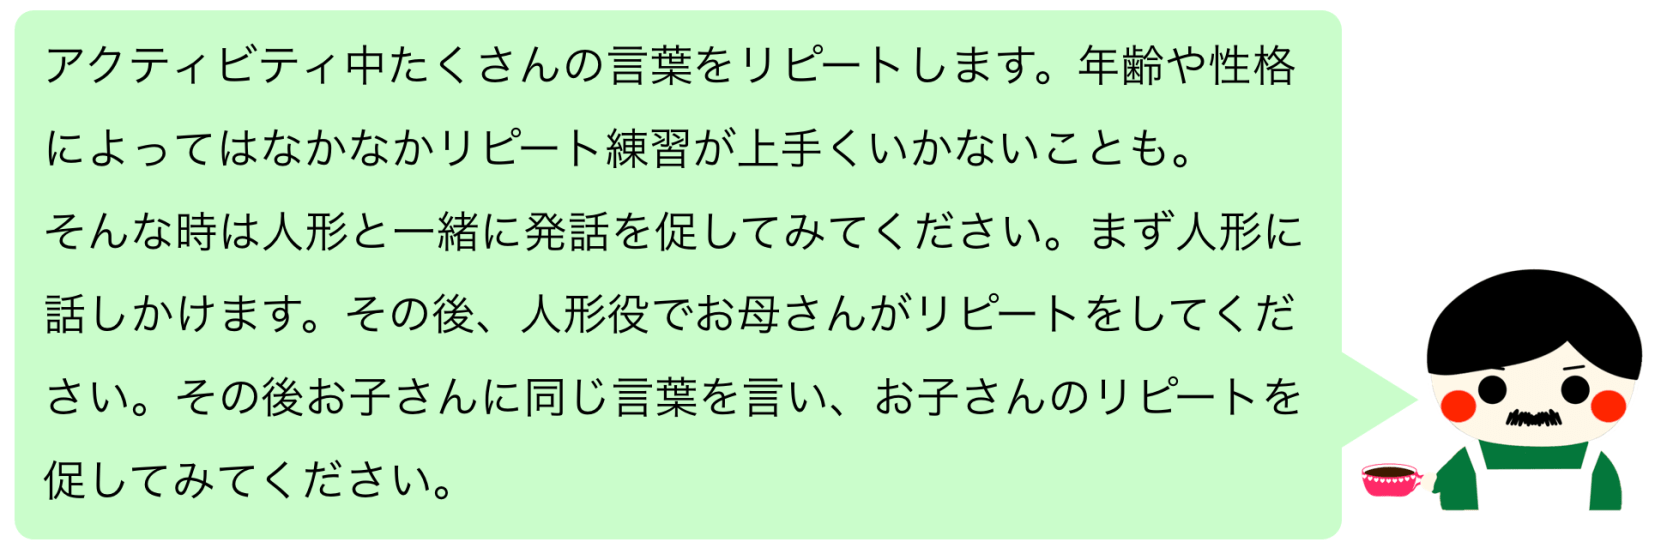 アクティビティ中たくさんの言葉をリピートします。年齢や性格
によってはなかなかリピート練習が上手くいかないことも。
そんな時は人形と一緒に発話を促してみてください。まず人形に
話しかけます。その後、人形役でお母さんがリピートをしてくだ
さい。その後お子さんに同じ言葉を言い、お子さんのリピートを
促してみてください。